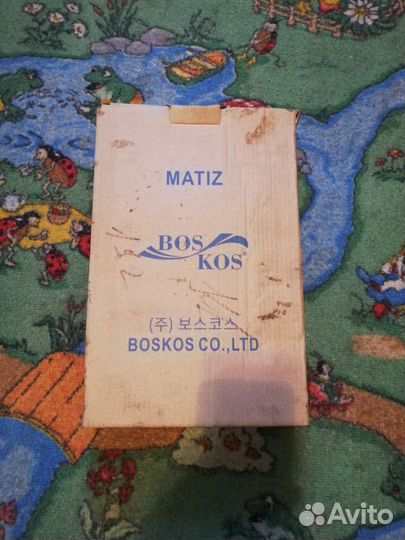 MATIZ
BOS
KOS®
(주) 보스코스
BOSKOS CO.,LTD
Avito